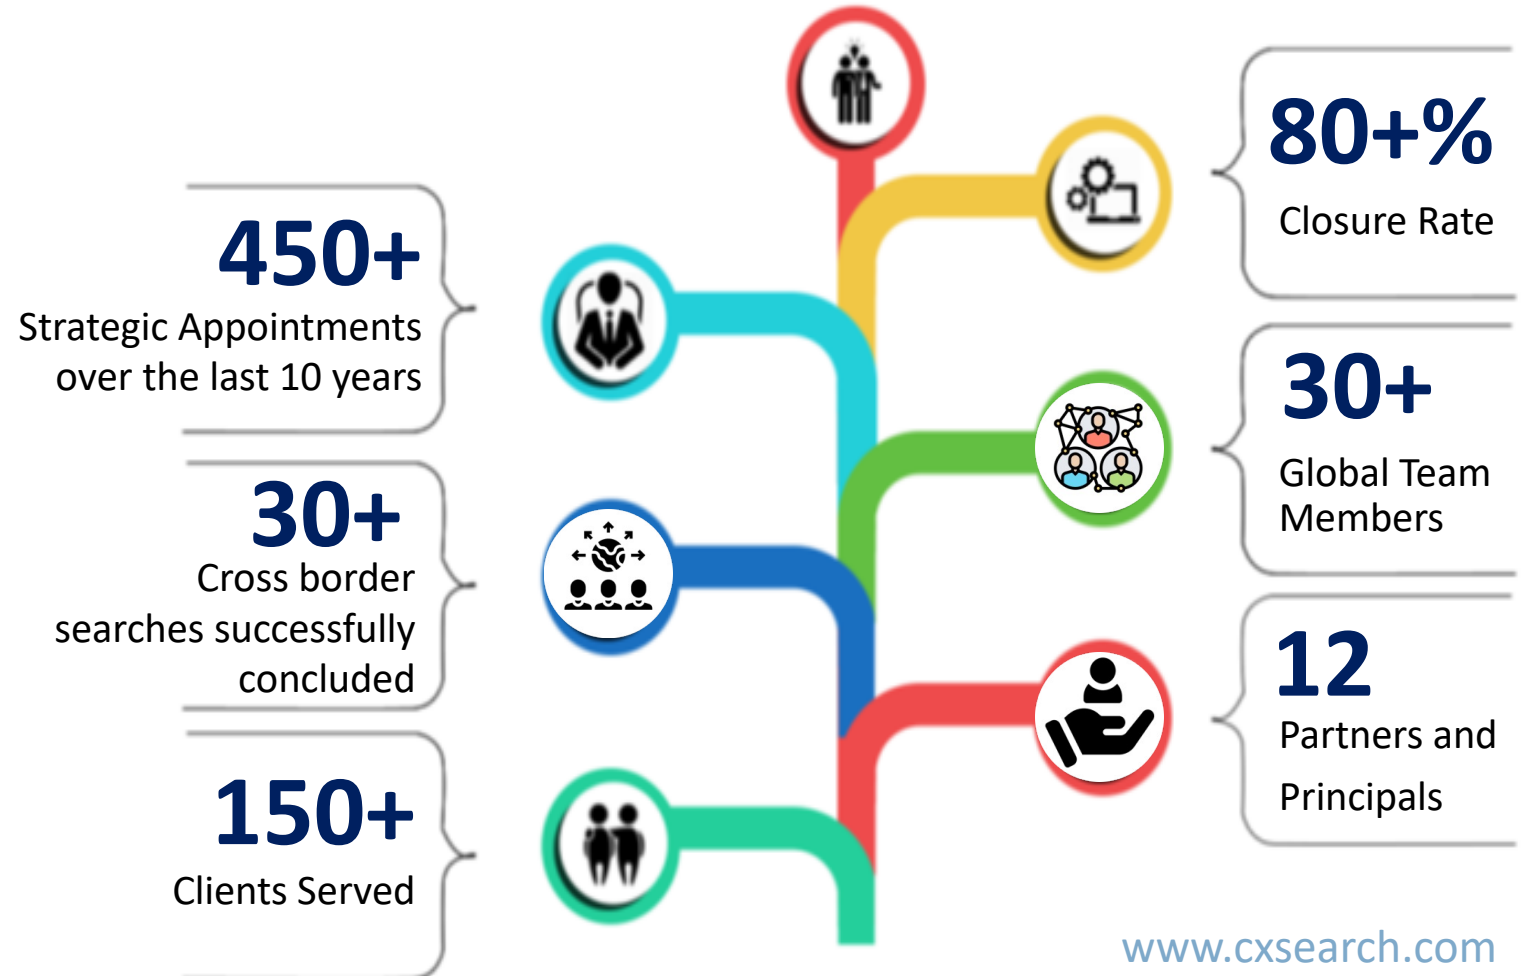 450+
Strategic Appointments
over the last 10 years
30+
Cross border
searches successfully
concluded
150+
Clients Served
80+%
Closure Rate
30+
Global Team
Members
12
Partners and
Principals
www.cxsearch.com